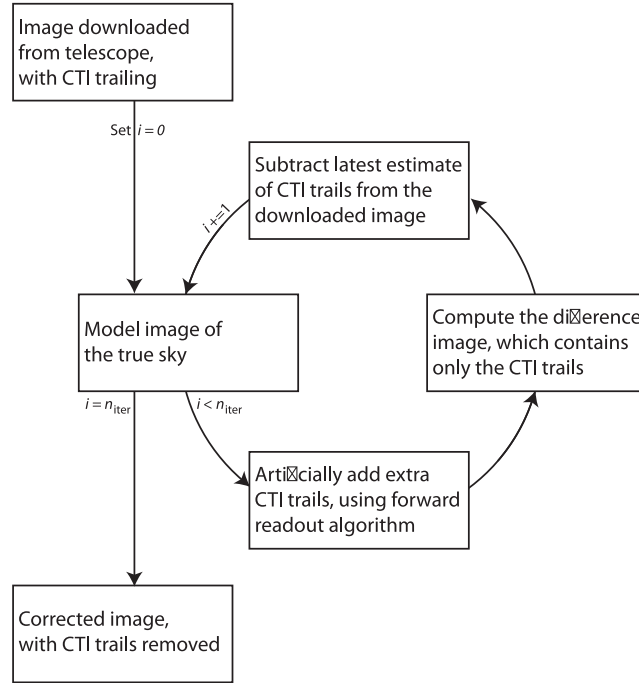 Image downloaded
from telescope,
with CTI trailing
Set i = 0
Subtract latest estimate
of CTI trails from the
downloaded image
i +=1
Model image of
the true sky
Compute the di☒erence
image, which contains
only the CTI trails
i = niter
i < niter
Arti☒cially add extra
CTI trails, using forward
readout algorithm
Corrected image,
with CTI trails removed